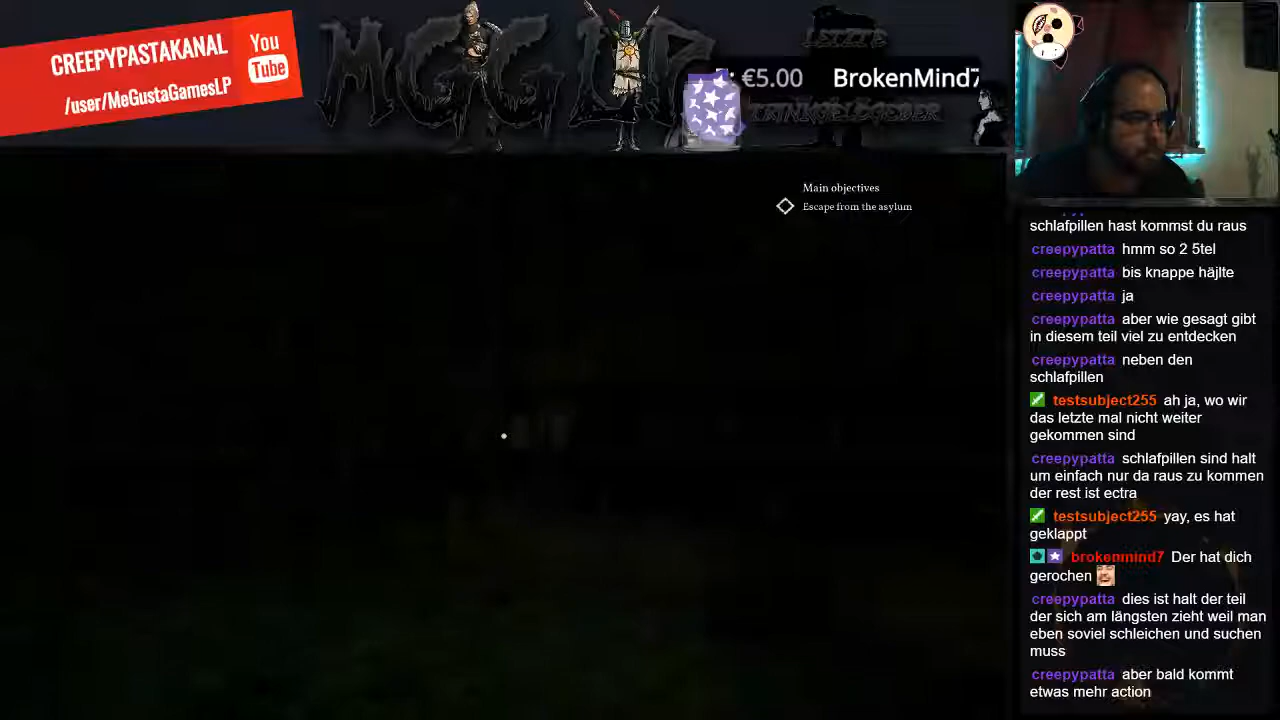 CREEPYPASTAKANAL
/user/MeGustaGamesLP
You
Tube
MGGLP
LETZTE
€5.00 BrokenMind7
TRINKGELDGEBER
Main objectives
Escape from the asylum
schlafpillen hast kommst du raus
creepypatta hmm so 2 5tel
creepypatta bis knappe häjlte
creepypatta ja
creepypatta aber wie gesagt gibt
in diesem teil viel zu entdecken
creepypatta neben den
schlafpillen
testsubject255 ah ja, wo wir
das letzte mal nicht weiter
gekommen sind
creepypatta schlafpillen sind halt
um einfach nur da raus zu kommen
der rest ist ectra
testsubject255 yay, es hat
geklappt
brokenmind7 Der hat dich
gerochen
creepypatta dies ist halt der teil
der sich am längsten zieht weil man
eben soviel schleichen und suchen
muss
creepypatta aber bald kommt
etwas mehr action